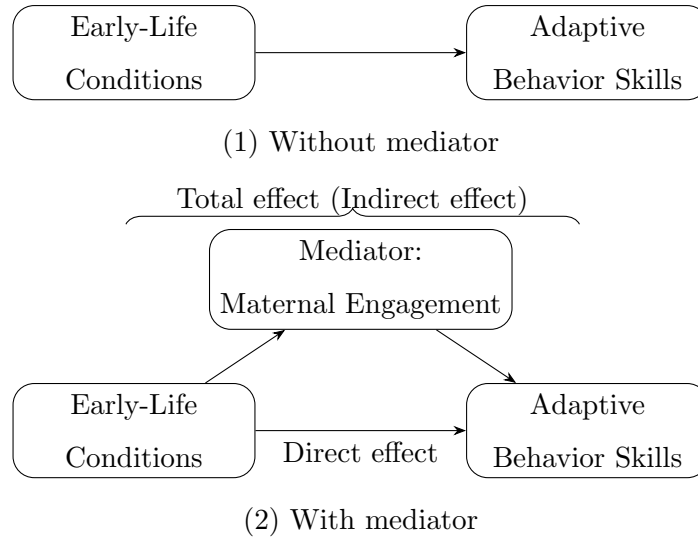 Early-Life
Conditions
Adaptive
Behavior Skills
(1) Without mediator
Total effect (Indirect effect)
Mediator:
Maternal Engagement
Early-Life
Conditions
Direct effect
Adaptive
Behavior Skills
(2) With mediator